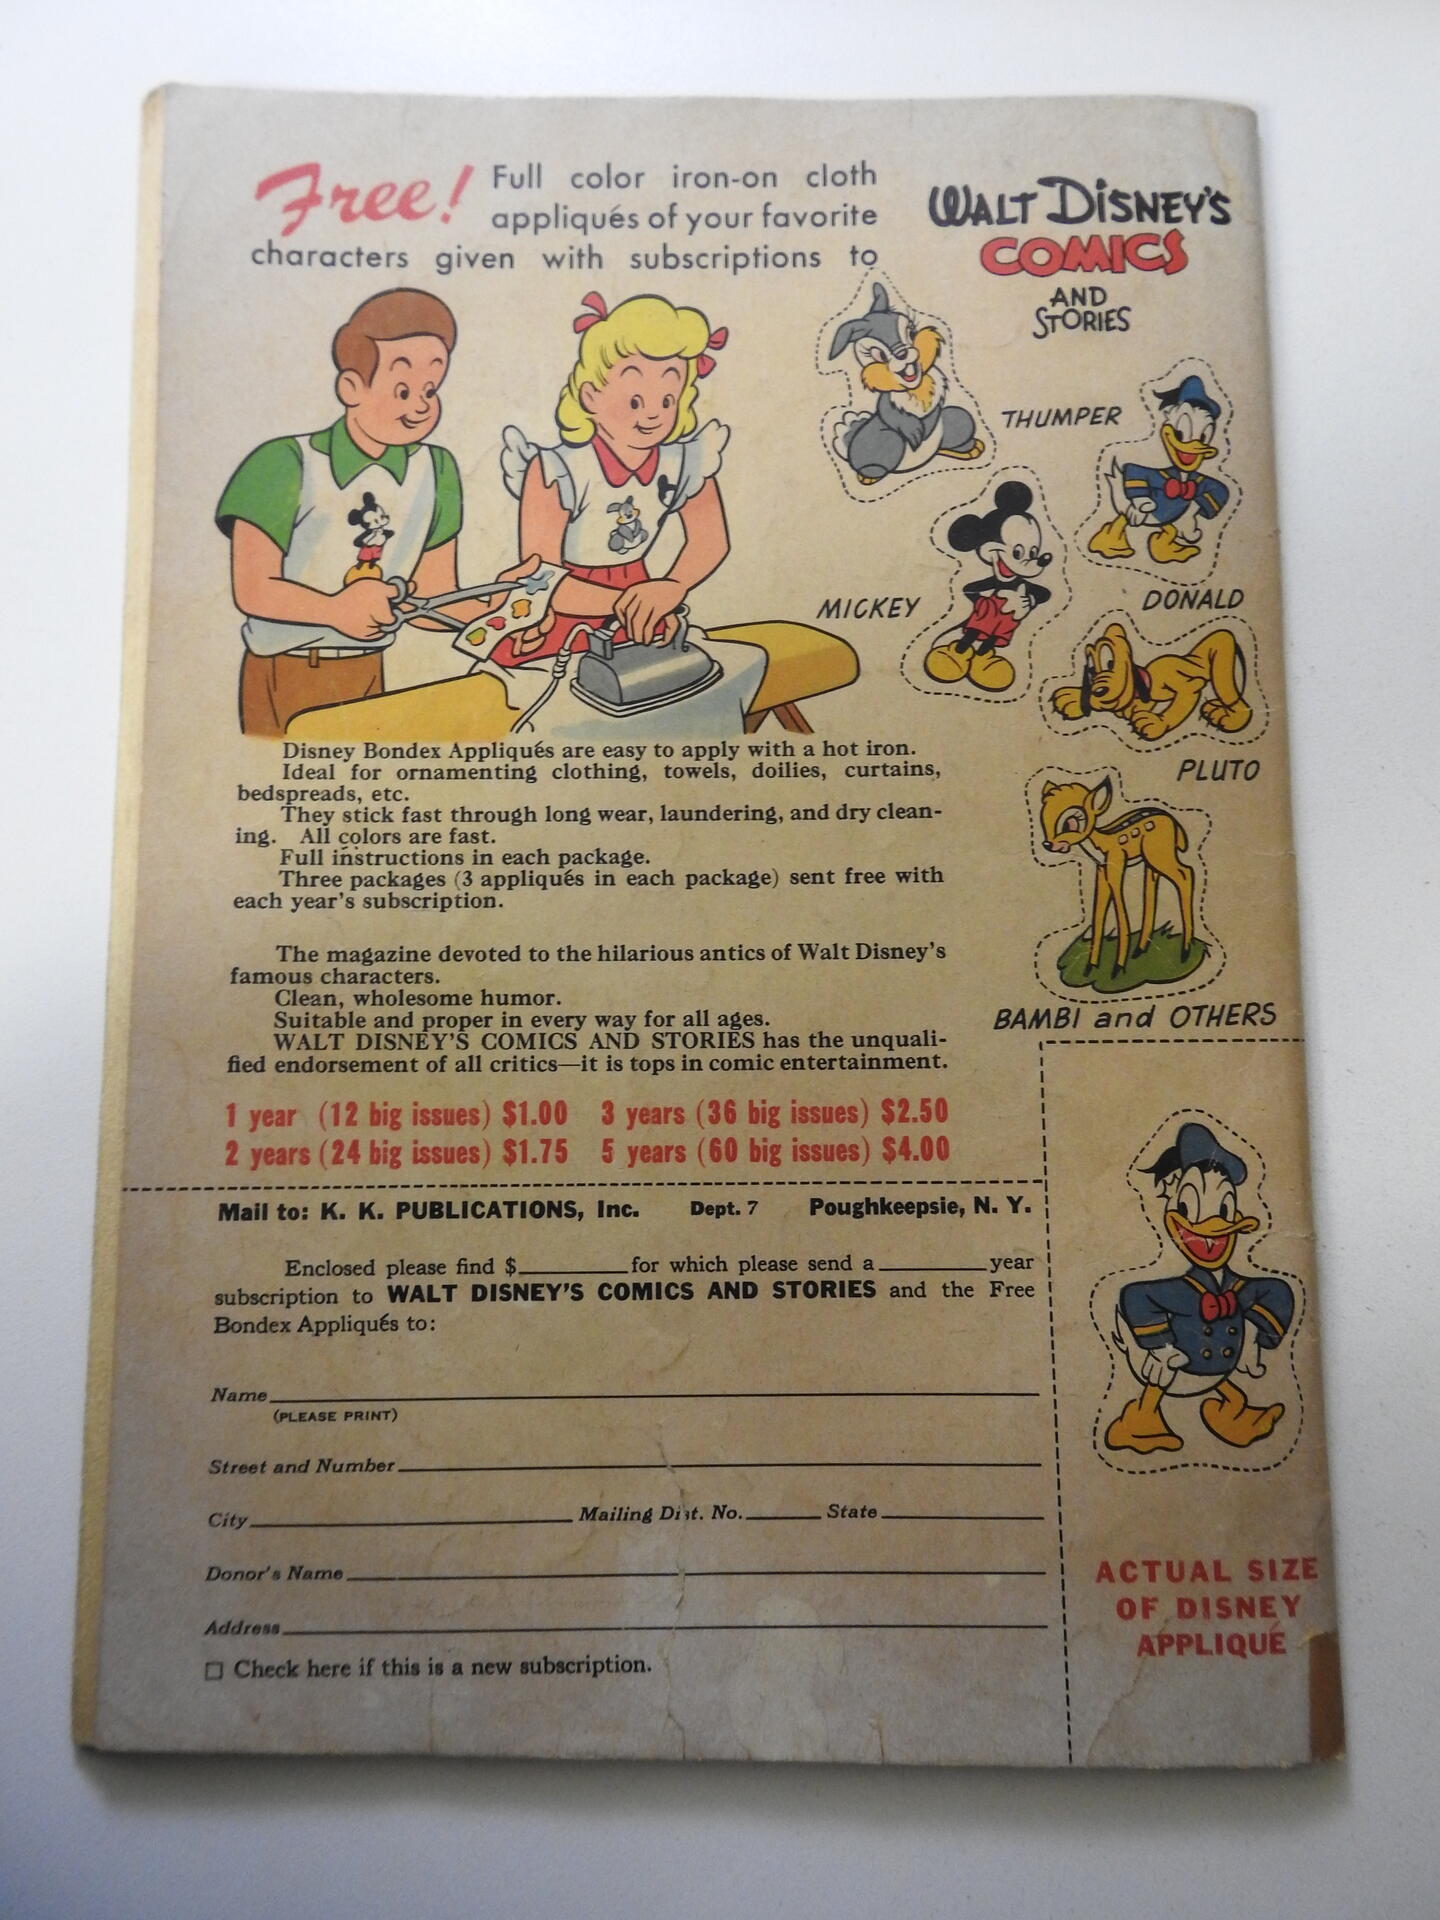 Free! Full color iron-on cloth
appliqués of your favorite
characters given with subscriptions to
WALT DISNEY'S
COMICS
AND
STORIES
THUMPER
DONALD
MICKEY
PLUTO
BAMBI and OTHERS
Disney Bondex Appliqués are easy to apply with a hot iron.
Ideal for ornamenting clothing, towels, doilies, curtains,
bedspreads, etc.
They stick fast through long wear, laundering, and dry clean-
ing. All colors are fast.
Full instructions in each package.
Three packages (3 appliqués in each package) sent free with
each year's subscription.
The magazine devoted to the hilarious antics of Walt Disney's
famous characters.
Clean, wholesome humor.
Suitable and proper in every way for all ages.
WALT DISNEY'S COMICS AND STORIES has the unquali-
fied endorsement of all critics—it is tops in comic entertainment.
1 year (12 big issues) $1.00 3 years (36 big issues) $2.50
2 years (24 big issues) $1.75 5 years (60 big issues) $4.00
Mail to: K. K. PUBLICATIONS, Inc. Dept. 7 Poughkeepsie, N. Y.
Enclosed please find $________ for which please send a ________ year
subscription to WALT DISNEY'S COMICS AND STORIES and the Free
Bondex Appliqués to:
Name
(PLEASE PRINT)
Street and Number
City Mailing Dist. No. State
Donor's Name
Address
Check here if this is a new subscription.
ACTUAL SIZE
OF DISNEY
APPLIQUÉ